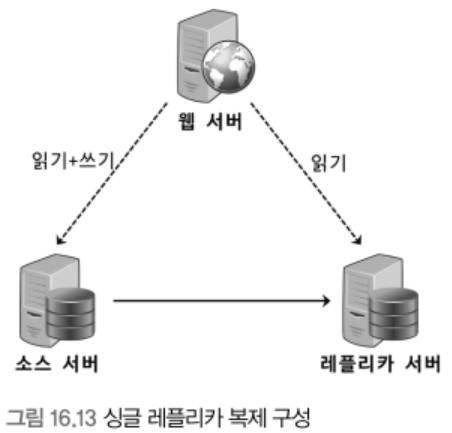 웹 서버
읽기+쓰기
읽기
소스 서버
레플리카 서버
그림 16.13 싱글 레플리카 복제 구성